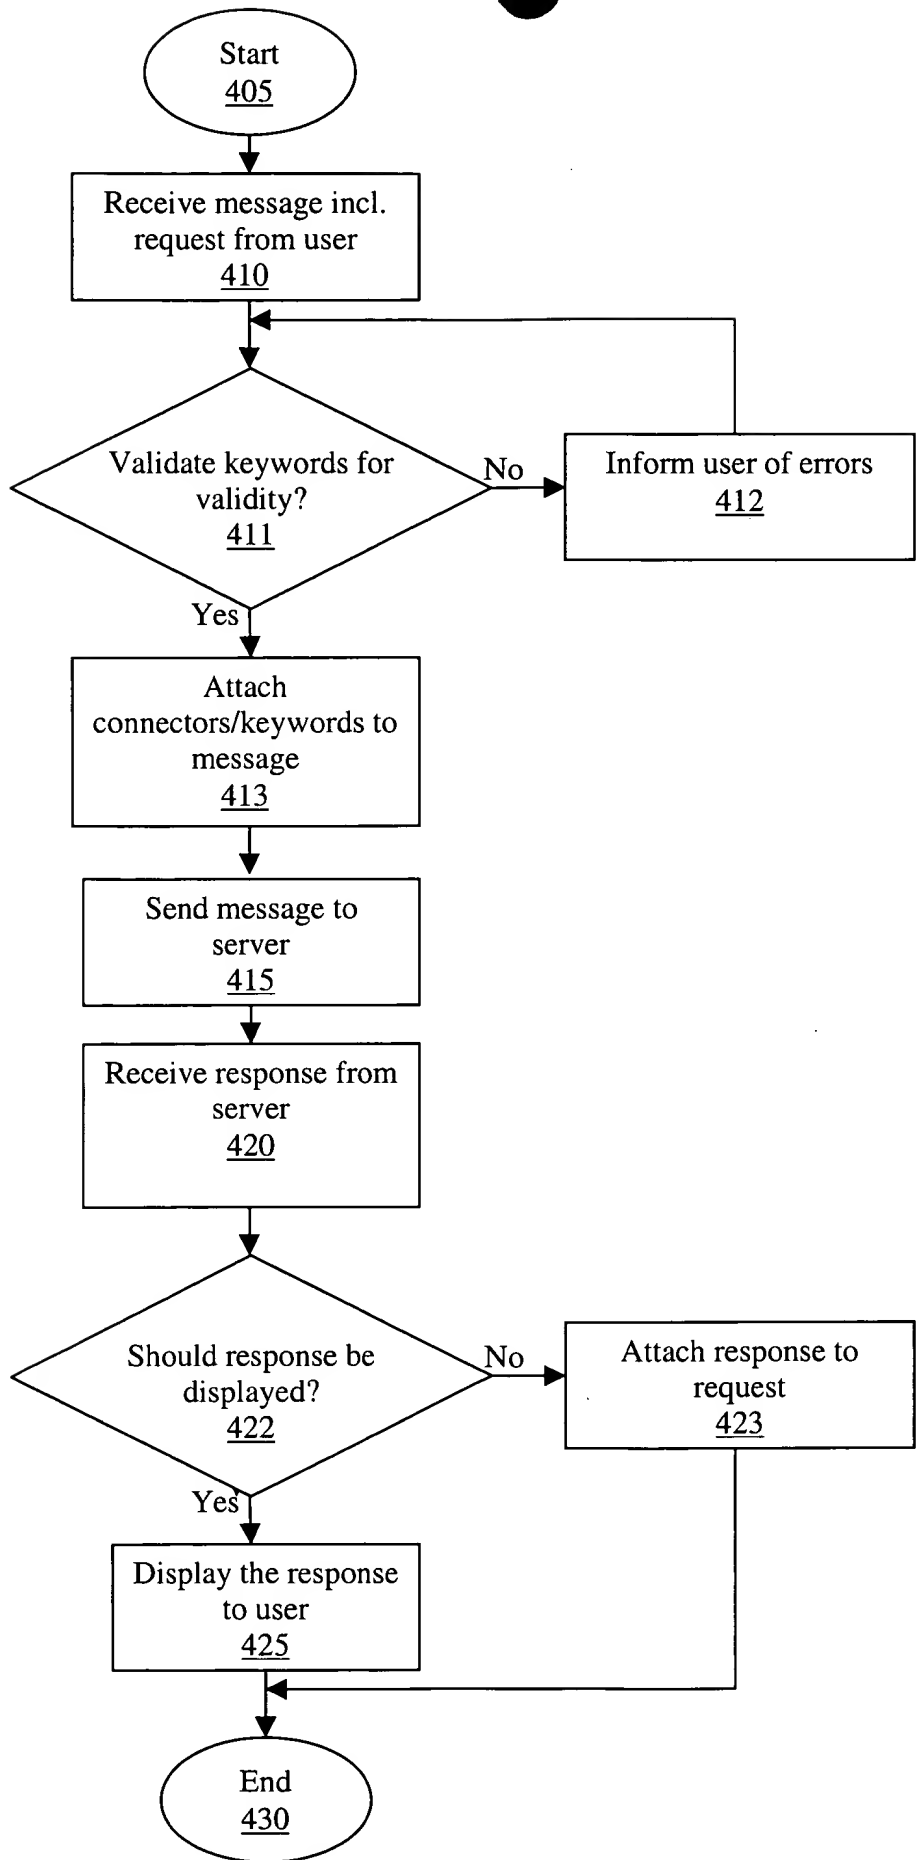 Start
405
Receive message incl.
request from user
410
Validate keywords for
validity?
411
No
Inform user of errors
412
Yes
Attach
connectors/keywords to
message
413
Send message to
server
415
Receive response from
server
420
Should response be
displayed?
422
No
Attach response to
request
423
Yes
Display the response
to user
425
End
430